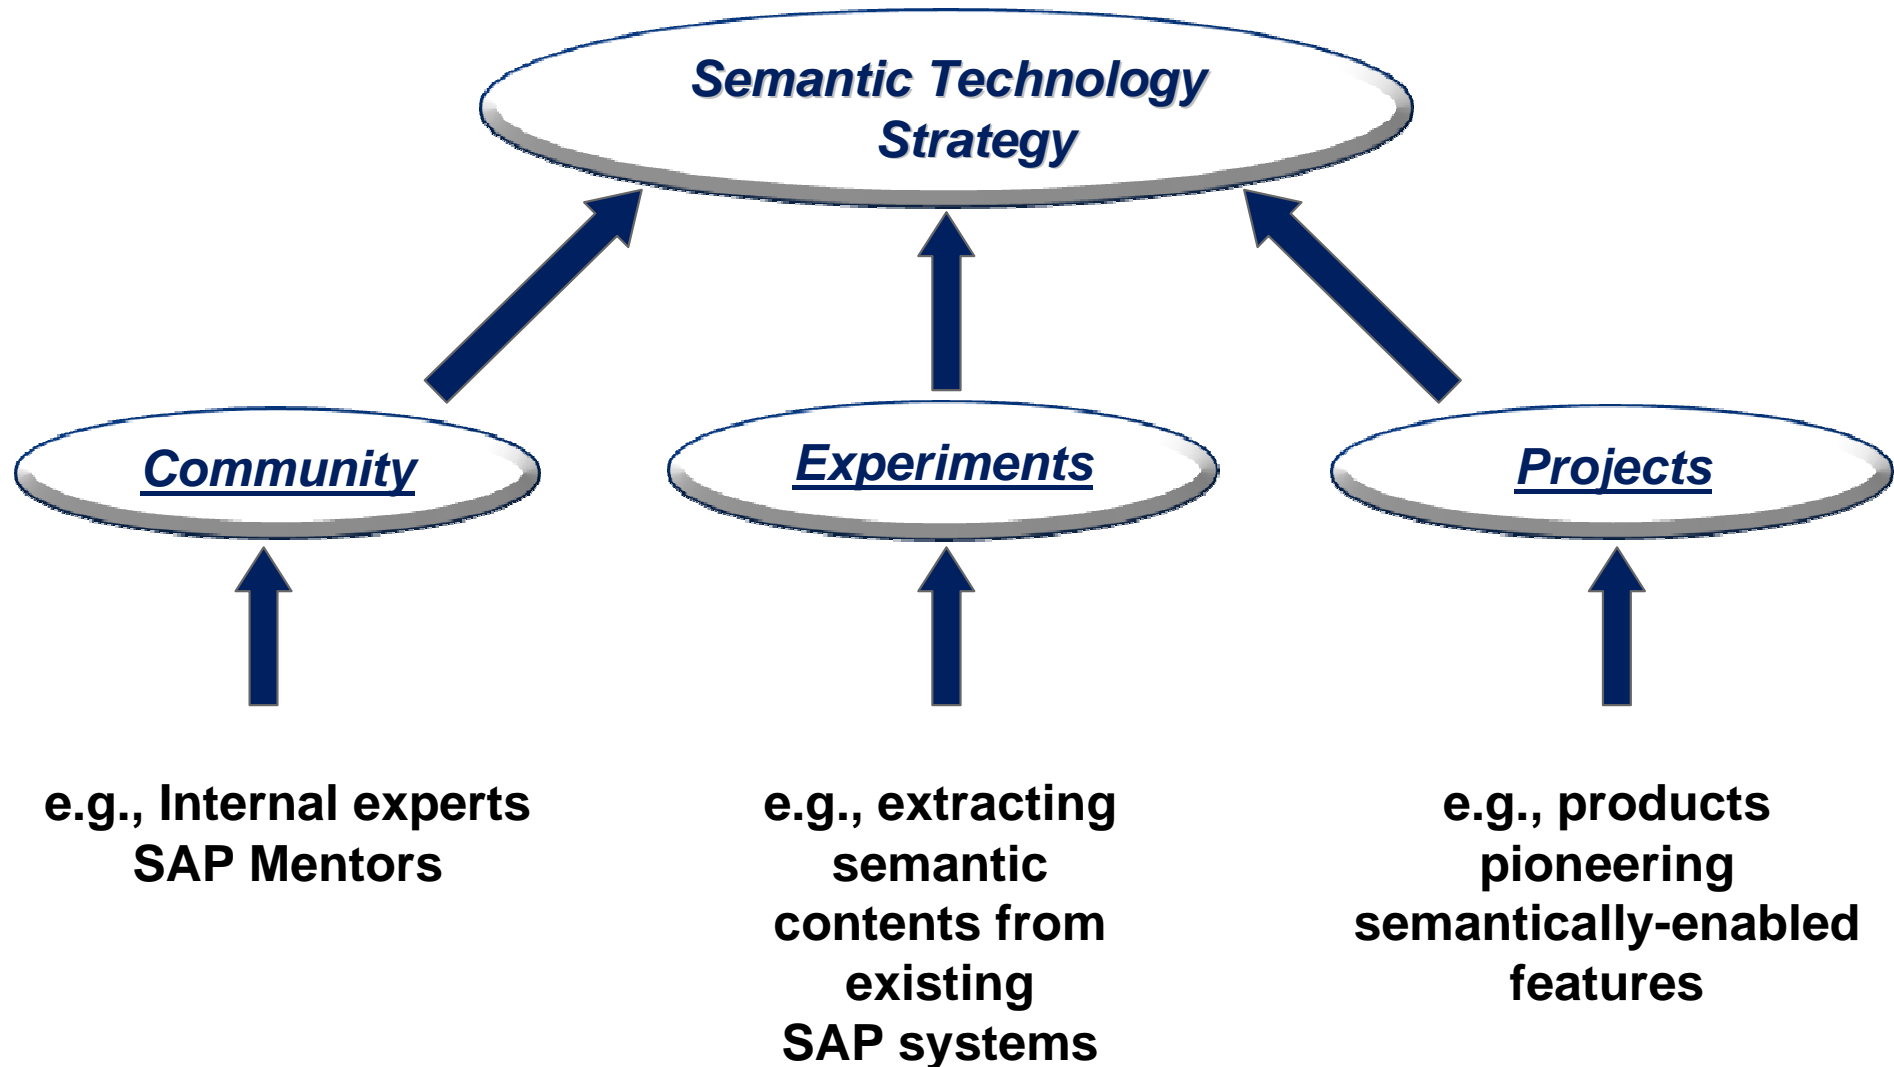 Semantic Technology
Strategy
Community
Experiments
Projects
e.g., Internal experts
SAP Mentors
e.g., extracting
semantic
contents from
existing
SAP systems
e.g., products
pioneering
semantically-enabled
features